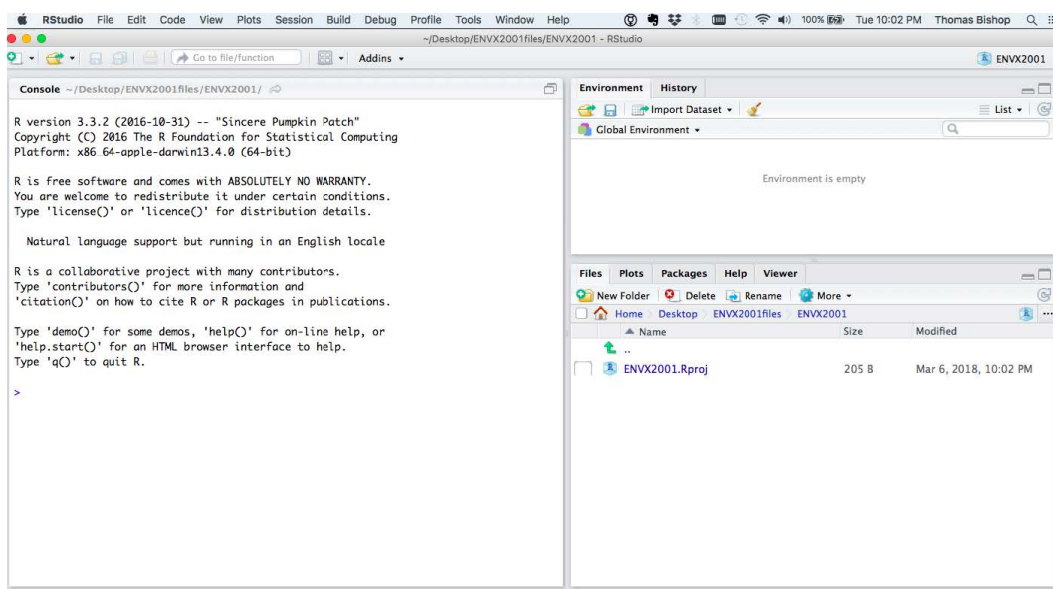 RStudio File Edit Code View Plots Session Build Debug Profile Tools Window Help 100% Tue 10:02 PM Thomas Bishop
~/Desktop/ENVX2001files/ENVX2001 - RStudio
Go to file/function Addins ENVX2001
Console ~/Desktop/ENVX2001files/ENVX2001/
R version 3.3.2 (2016-10-31) -- "Sincere Pumpkin Patch"
Copyright (C) 2016 The R Foundation for Statistical Computing
Platform: x86_64-apple-darwin13.4.0 (64-bit)
R is free software and comes with ABSOLUTELY NO WARRANTY.
You are welcome to redistribute it under certain conditions.
Type 'license()' or 'licence()' for distribution details.
Natural language support but running in an English locale
R is a collaborative project with many contributors.
Type 'contributors()' for more information and
'citation()' on how to cite R or R packages in publications.
Type 'demo()' for some demos, 'help()' for on-line help, or
'help.start()' for an HTML browser interface to help.
Type 'q()' to quit R.
>
Environment History
Import Dataset List
Global Environment
Environment is empty
Files Plots Packages Help Viewer
New Folder Delete Rename More
Home Desktop ENVX2001files ENVX2001
Name Size Modified
..
ENVX2001.Rproj 205 B Mar 6, 2018, 10:02 PM